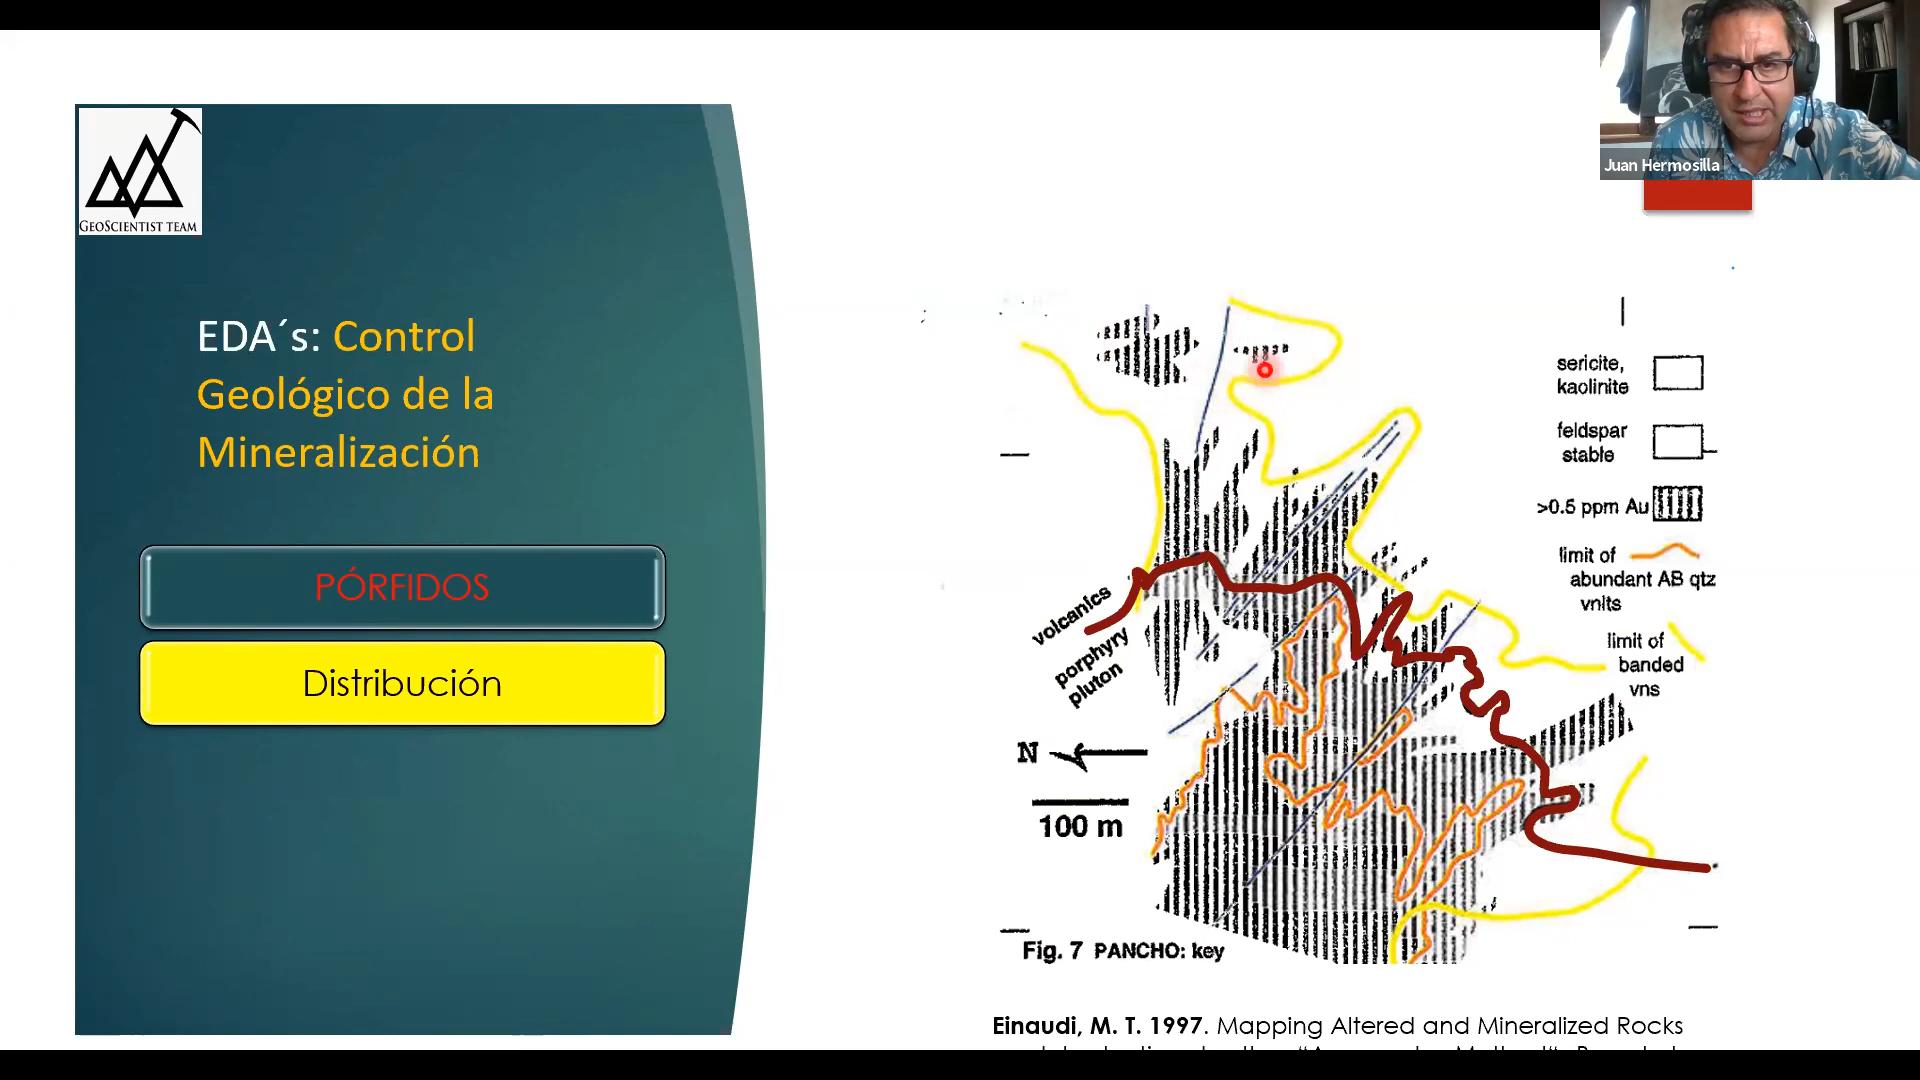 Juan Hermosilla
GEOSCIENTIST TEAM
EDA´s: Control
Geológico de la
Mineralización
PÓRFIDOS
Distribución
sericite,
kaolinite
feldspar
stable
>0.5 ppm Au
limit of
abundant AB qtz
vnlts
limit of
banded
vns
volcanics
porphyry
pluton
N
100 m
Fig. 7 PANCHO: key
Einaudi, M. T. 1997. Mapping Altered and Mineralized Rocks